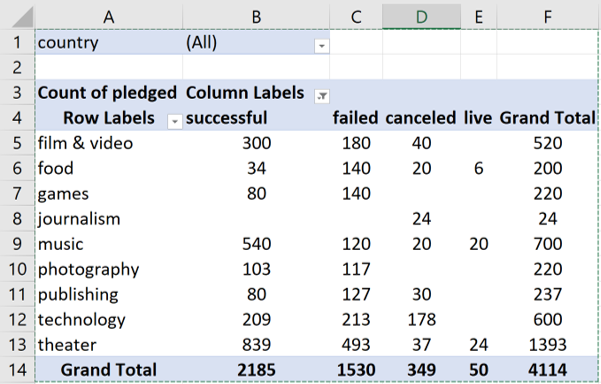 A B C D E F
1 country (All)
2
3 Count of pledged Column Labels
4 Row Labels successful failed canceled live Grand Total
5 film & video 300 180 40 520
6 food 34 140 20 6 200
7 games 80 140 220
8 journalism 24 24
9 music 540 120 20 20 700
10 photography 103 117 220
11 publishing 80 127 30 237
12 technology 209 213 178 600
13 theater 839 493 37 24 1393
14 Grand Total 2185 1530 349 50 4114